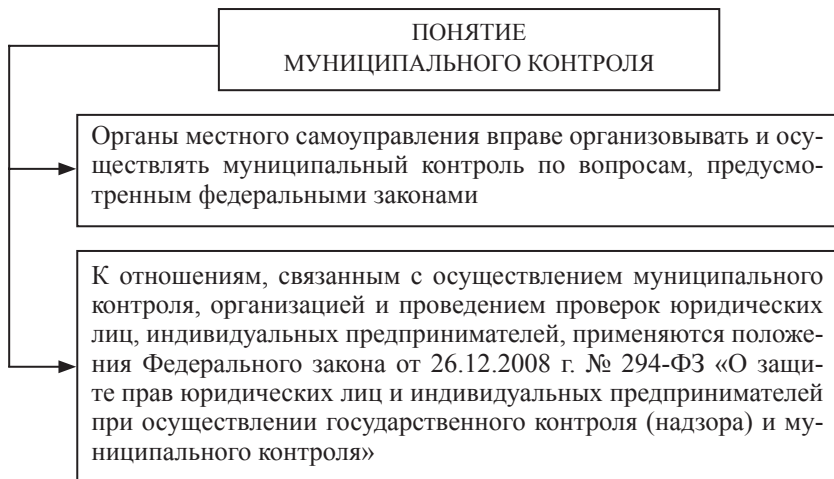 ПОНЯТИЕ
МУНИЦИПАЛЬНОГО КОНТРОЛЯ
Органы местного самоуправления вправе организовывать и осу-
ществлять муниципальный контроль по вопросам, предусмо-
тренным федеральными законами
К отношениям, связанным с осуществлением муниципального
контроля, организацией и проведением проверок юридических
лиц, индивидуальных предпринимателей, применяются положе-
ния Федерального закона от 26.12.2008 г. № 294-ФЗ «О защи-
те прав юридических лиц и индивидуальных предпринимателей
при осуществлении государственного контроля (надзора) и му-
ниципального контроля»